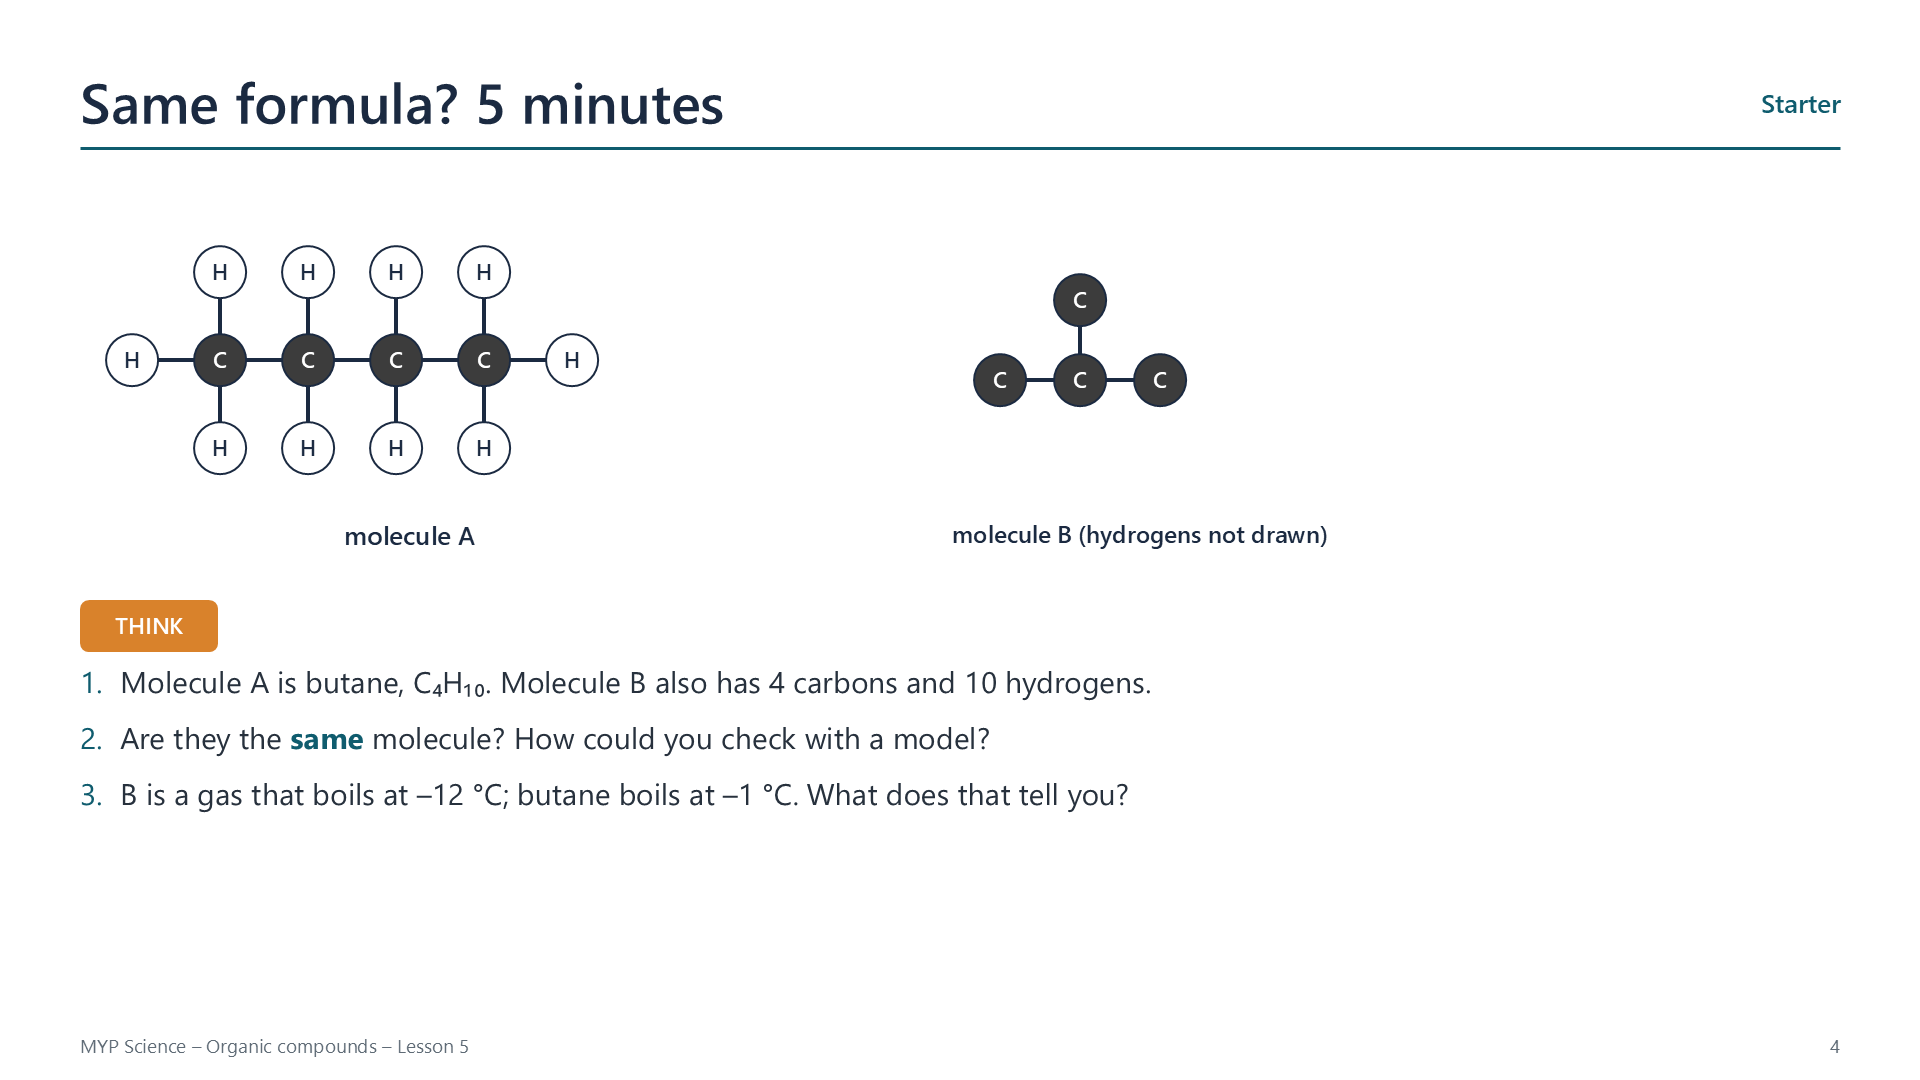 Same formula? 5 minutes
Starter
H H H H
H C C C C H
H H H H
C
C C C
molecule A
molecule B (hydrogens not drawn)
THINK
1. Molecule A is butane, C₄H₁₀. Molecule B also has 4 carbons and 10 hydrogens.
2. Are they the same molecule? How could you check with a model?
3. B is a gas that boils at –12 °C; butane boils at –1 °C. What does that tell you?
MYP Science – Organic compounds – Lesson 5
4